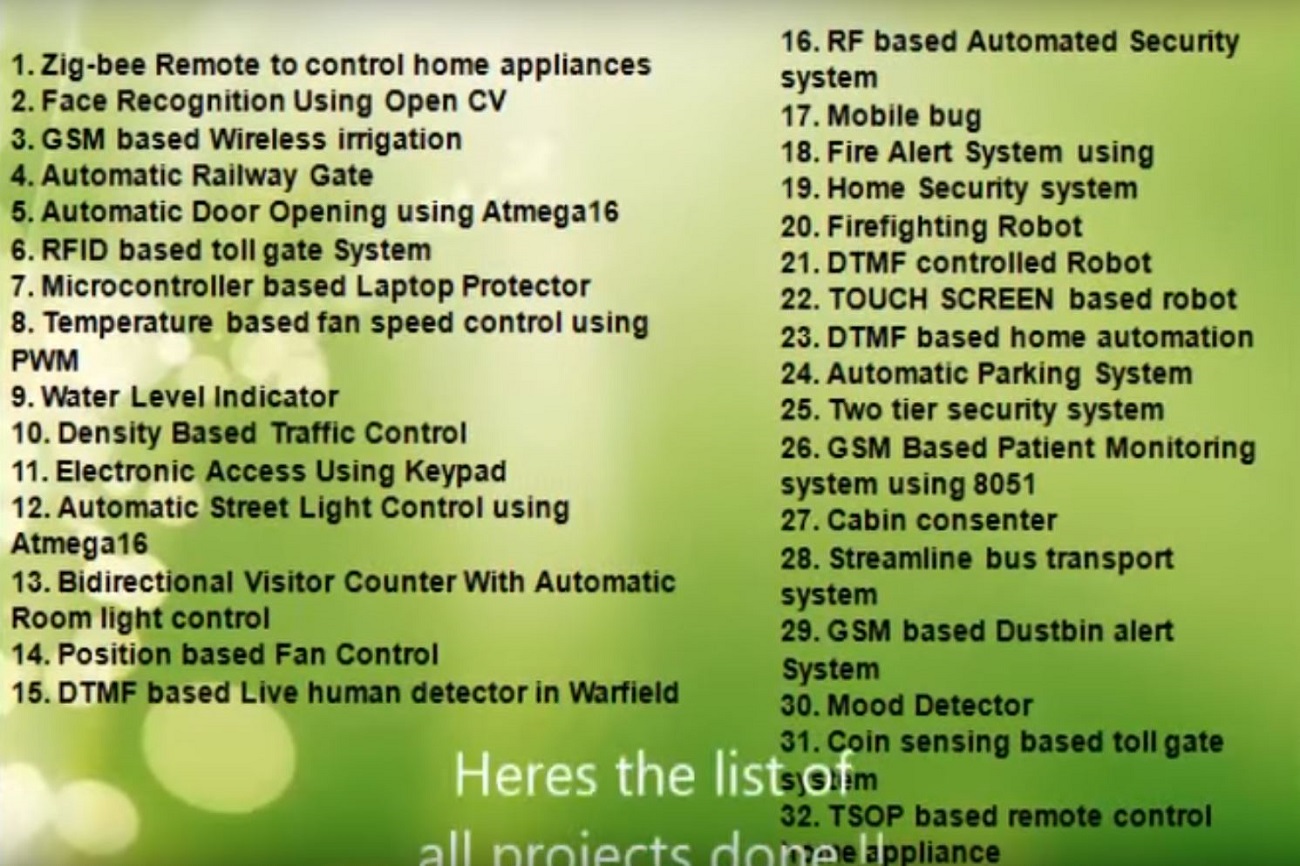 1. Zig-bee Remote to control home appliances
2. Face Recognition Using Open CV
3. GSM based Wireless irrigation
4. Automatic Railway Gate
5. Automatic Door Opening using Atmega16
6. RFID based toll gate System
7. Microcontroller based Laptop Protector
8. Temperature based fan speed control using
PWM
9. Water Level Indicator
10. Density Based Traffic Control
11. Electronic Access Using Keypad
12. Automatic Street Light Control using
Atmega16
13. Bidirectional Visitor Counter With Automatic
Room light control
14. Position based Fan Control
15. DTMF based Live human detector in Warfield
16. RF based Automated Security
system
17. Mobile bug
18. Fire Alert System using
19. Home Security system
20. Firefighting Robot
21. DTMF controlled Robot
22. TOUCH SCREEN based robot
23. DTMF based home automation
24. Automatic Parking System
25. Two tier security system
26. GSM Based Patient Monitoring
system using 8051
27. Cabin consenter
28. Streamline bus transport
system
29. GSM based Dustbin alert
System
30. Mood Detector
31. Coin sensing based toll gate
system
32. TSOP based remote control
home appliance
Heres the list of
all projects done !!